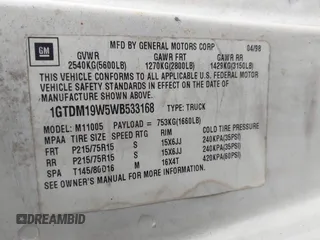 GM
MFD BY GENERAL MOTORS CORP 04/98
GVWR GAWR FRT GAWR RR
2540KG(5600LB) 1270KG(2800LB) 1429KG(3150LB)
THIS VEHICLE CONFORMS TO ALL APPLICABLE U.S. FEDERAL
MOTOR VEHICLE SAFETY STANDARDS IN EFFECT ON THE DATE OF
MANUFACTURE SHOWN ABOVE.
1GTDM19W5WB533168 TYPE: TRUCK
MODEL: M11005 PAYLOAD = 753KG(1660LB)
MPAA TIRE SIZE SPEED RTG RIM COLD TIRE PRESSURE
FRT P215/75R15 S 15X6JJ 240KPA(35PSI)
RR P215/75R15 S 15X6JJ 240KPA(35PSI)
SPA M 16X4T 420KPA(60PSI)
SEE OWNER'S MANUAL FOR ADDITIONAL INFORMATION
DREAMBID